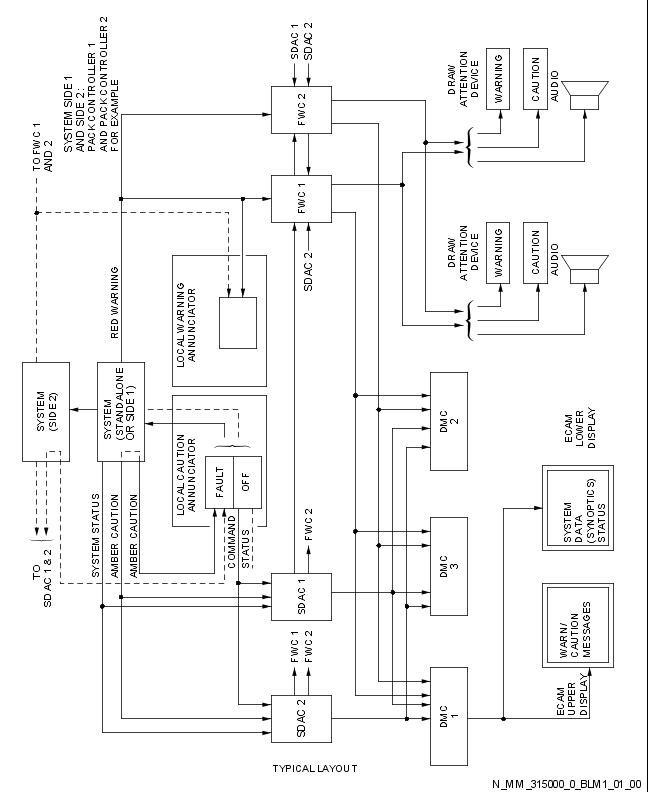 TO FWC 1
AND 2
SYSTEM SIDE 1
AND SIDE 2:
PACK CONTROLLER 1
AND PACK CONTROLLER 2
FOR EXAMPLE
SDAC 1
SDAC 2
FWC 2
FWC 1
SDAC 2
DRAW
ATTENTION
DEVICE
WARNING
CAUTION
AUDIO
RED WARNING
LOCAL WARNING
ANNUNCIATOR
DRAW
ATTENTION
DEVICE
WARNING
CAUTION
AUDIO
SYSTEM
(SIDE 2)
SYSTEM
(STANDALONE
OR SIDE 1)
LOCAL CAUTION
ANNUNCIATOR
FAULT
OFF
TO
SDAC 1 & 2
SYSTEM STATUS
AMBER CAUTION
AMBER CAUTION
COMMAND
STATUS
FWC 2
SDAC 1
FWC 1
FWC 2
SDAC 2
DMC
2
DMC
3
DMC
1
ECAM
LOWER
DISPLAY
SYSTEM
DATA
(SYNOPTICS)
STATUS
WARN/
CAUTION
MESSAGES
ECAM
UPPER
DISPLAY
TYPICAL LAYOUT
N_MM_315000_0_BLM1_01_00